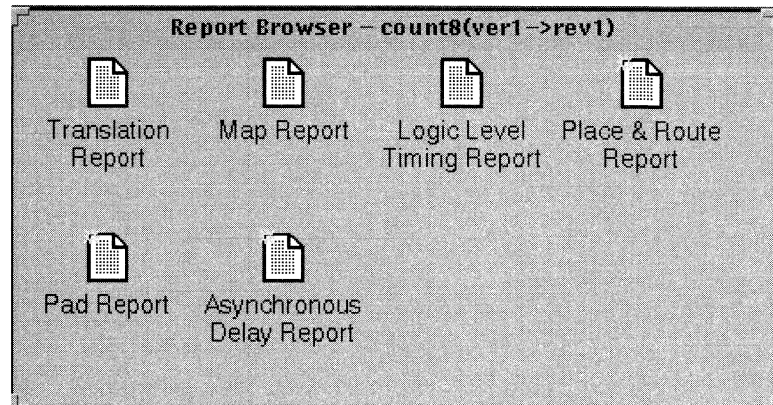 Report Browser – count8(ver1->rev1)
Translation Report
Map Report
Logic Level Timing Report
Place & Route Report
Pad Report
Asynchronous Delay Report